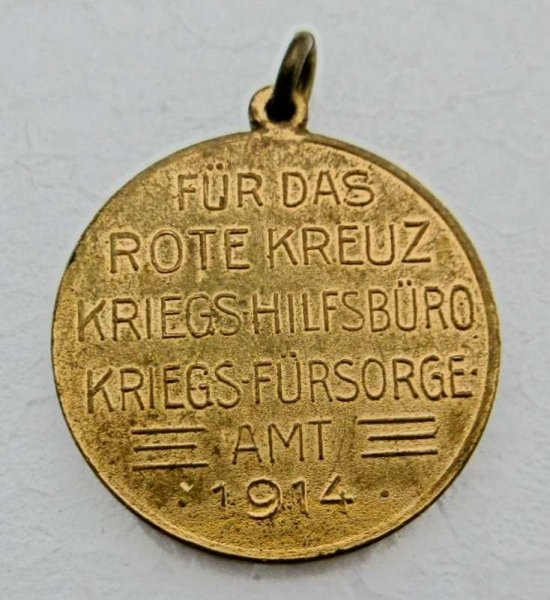 FÜR DAS
ROTE KREUZ
KRIEGS-HILFSBÜRO
KRIEGS-FÜRSORGE-
AMT
· 1914 ·